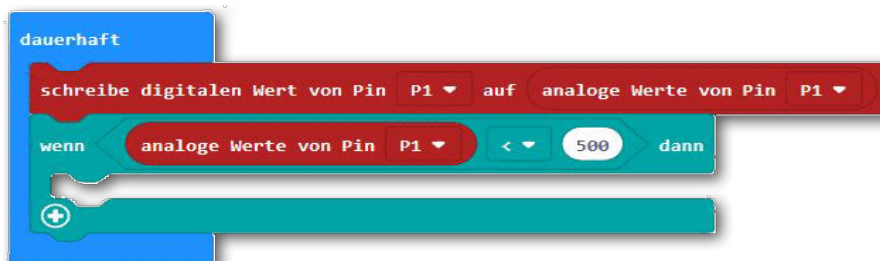 dauerhaft
schreibe digitalen Wert von Pin P1 auf analoge Werte von Pin P1
wenn analoge Werte von Pin P1 < 500 dann